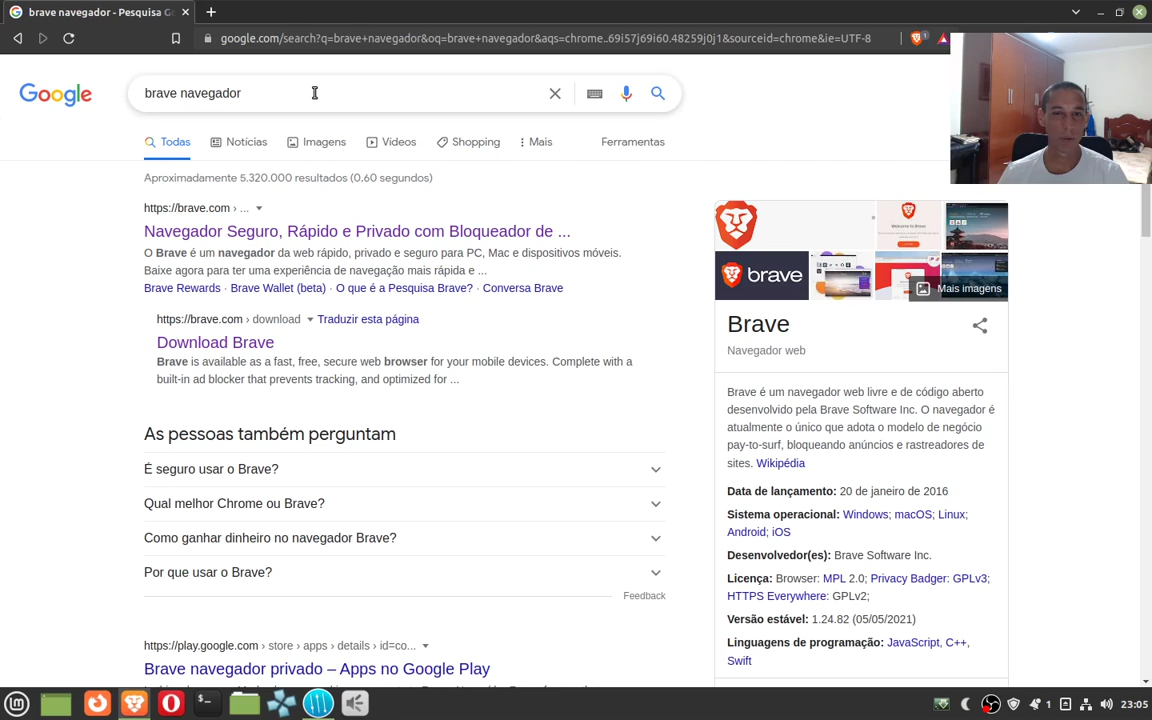 brave navegador - Pesquisa Go
google.com/search?q=brave+navegador&oq=brave+navegador&aqs=chrome..69i57j69i60.48259j0j1&sourceid=chrome&ie=UTF-8
1
Google
brave navegador
Todas
Notícias
Imagens
Vídeos
Shopping
Mais
Ferramentas
Aproximadamente 5.320.000 resultados (0,60 segundos)
https://brave.com › ...
Navegador Seguro, Rápido e Privado com Bloqueador de ...
O Brave é um navegador da web rápido, privado e seguro para PC, Mac e dispositivos móveis.
Baixe agora para ter uma experiência de navegação mais rápida e ...
Brave Rewards · Brave Wallet (beta) · O que é a Pesquisa Brave? · Conversa Brave
https://brave.com › download Traduzir esta página
Download Brave
Brave is available as a fast, free, secure web browser for your mobile devices. Complete with a
built-in ad blocker that prevents tracking, and optimized for ...
As pessoas também perguntam
É seguro usar o Brave?
Qual melhor Chrome ou Brave?
Como ganhar dinheiro no navegador Brave?
Por que usar o Brave?
Feedback
https://play.google.com › store › apps › details › id=co...
Brave navegador privado – Apps no Google Play
brave
Mais imagens
Brave
Navegador web
Brave é um navegador web livre e de código aberto
desenvolvido pela Brave Software Inc. O navegador é
atualmente o único que adota o modelo de negócio
pay-to-surf, bloqueando anúncios e rastreadores de
sites. Wikipédia
Data de lançamento: 20 de janeiro de 2016
Sistema operacional: Windows; macOS; Linux;
Android; iOS
Desenvolvedor(es): Brave Software Inc.
Licença: Browser: MPL 2.0; Privacy Badger: GPLv3;
HTTPS Everywhere: GPLv2;
Versão estável: 1.24.82 (05/05/2021)
Linguagens de programação: JavaScript, C++,
Swift
1
23:05